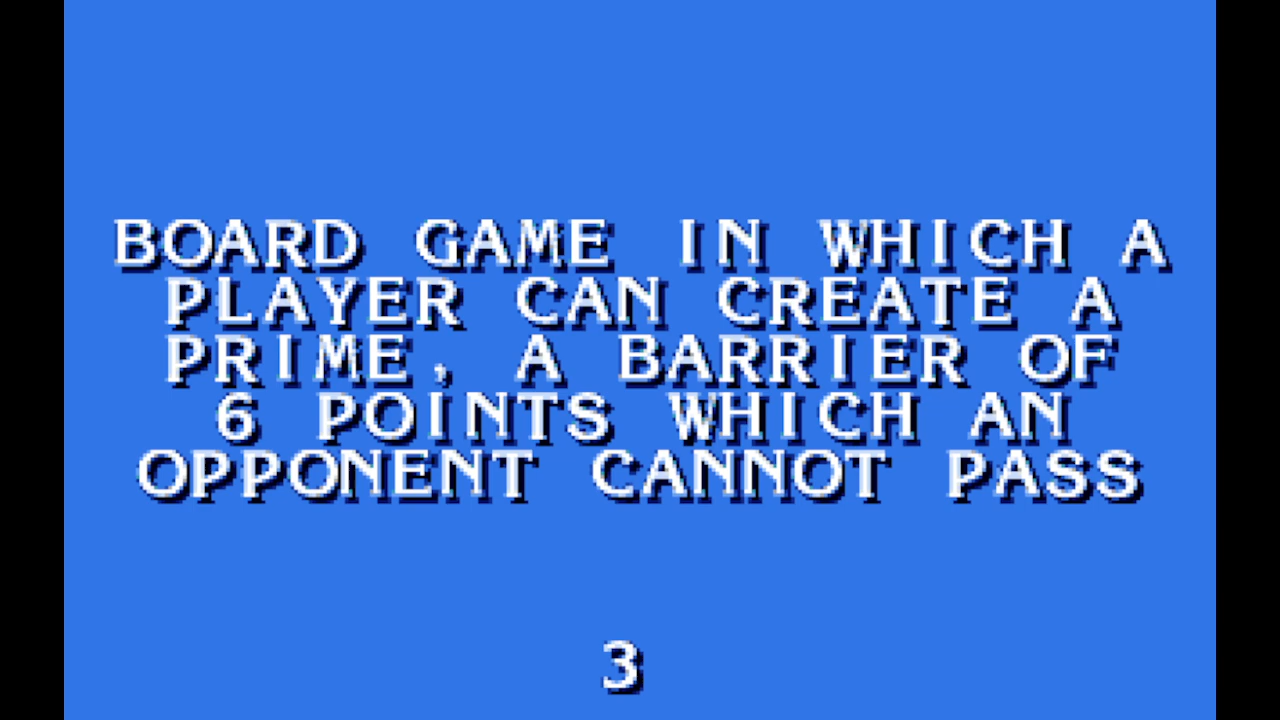 BOARD GAME IN WHICH A
PLAYER CAN CREATE A
PRIME, A BARRIER OF
6 POINTS WHICH AN
OPPONENT CANNOT PASS
3